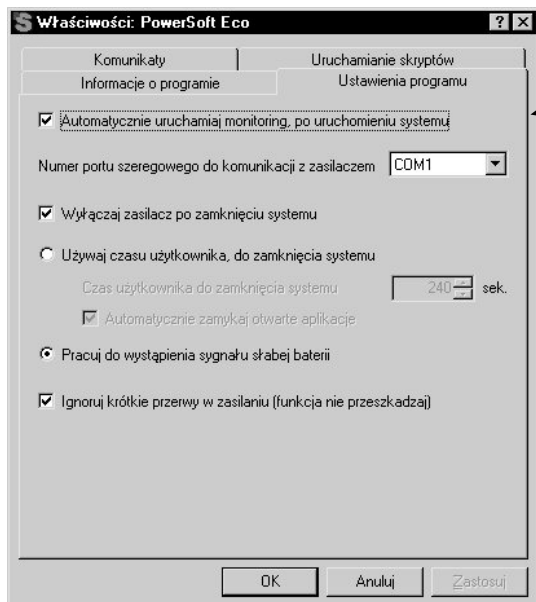 Właściwości: PowerSoft Eco
Komunikaty
Uruchamianie skryptów
Informacje o programie
Ustawienia programu
Automatycznie uruchamiaj monitoring, po uruchomieniu systemu
Numer portu szeregowego do komunikacji z zasilaczem COM1
Wyłączaj zasilacz po zamknięciu systemu
Używaj czasu użytkownika, do zamknięcia systemu
Czas użytkownika do zamknięcia systemu 240 sek.
Automatycznie zamykaj otwarte aplikacje
Pracuj do wystąpienia sygnału słabej baterii
Ignoruj krótkie przerwy w zasilaniu (funkcja nie przeszkadzaj)
OK Anuluj Zastosuj